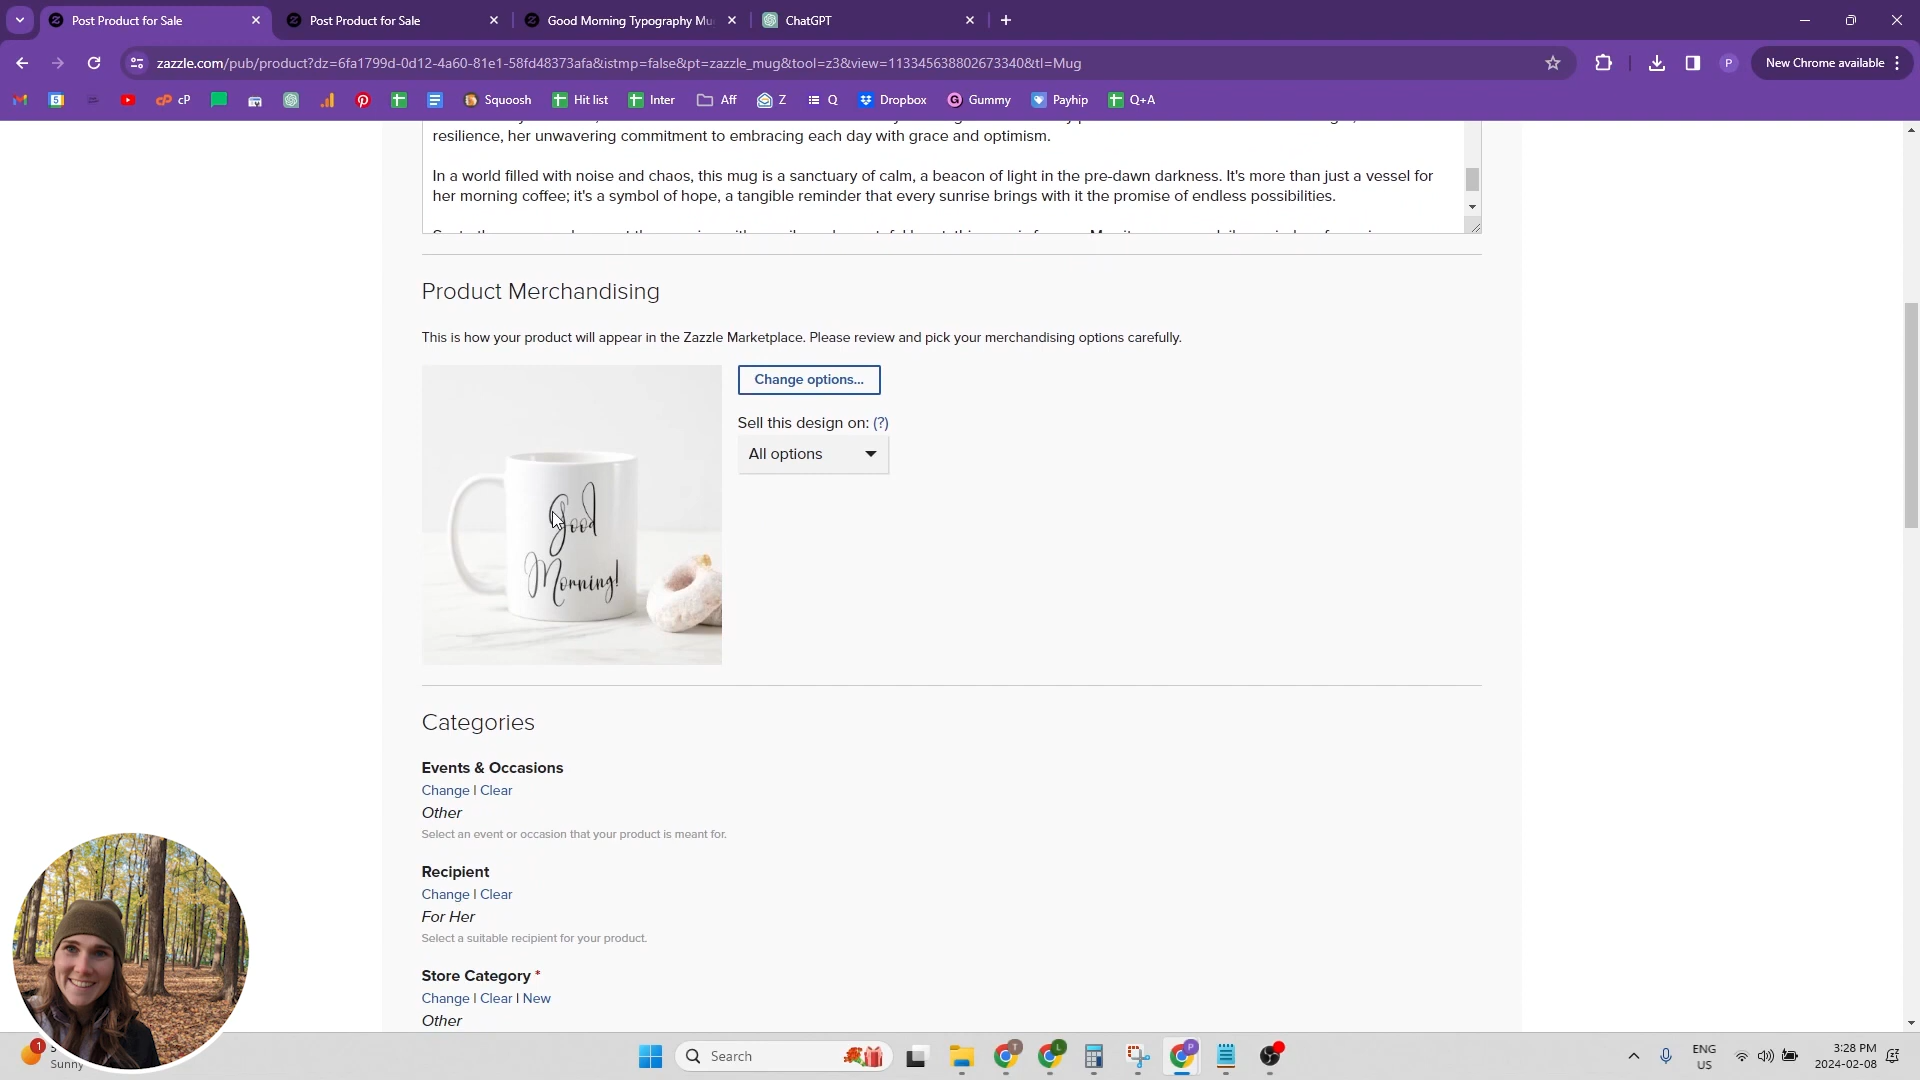 Post Product for Sale
Post Product for Sale
Good Morning Typography Mu
ChatGPT
zazzle.com/pub/product?dz=6fa1799d-0d12-4a60-81e1-58fd48373afa&istmp=false&pt=zazzle_mug&tool=z3&view=113345638802673340&tl=Mug
P
New Chrome available
cP
Squoosh
Hit list
Inter
Aff
Z
Q
Dropbox
Gummy
Payhip
Q+A
resilience, her unwavering commitment to embracing each day with grace and optimism.
In a world filled with noise and chaos, this mug is a sanctuary of calm, a beacon of light in the pre-dawn darkness. It's more than just a vessel for
her morning coffee; it's a symbol of hope, a tangible reminder that every sunrise brings with it the promise of endless possibilities.
Product Merchandising
This is how your product will appear in the Zazzle Marketplace. Please review and pick your merchandising options carefully.
Change options...
Sell this design on: (?)
All options
Good
Morning!
Categories
Events & Occasions
Change | Clear
Other
Select an event or occasion that your product is meant for.
Recipient
Change | Clear
For Her
Select a suitable recipient for your product.
Store Category *
Change | Clear | New
Other
Sunny
Search
ENG
US
3:28 PM
2024-02-08